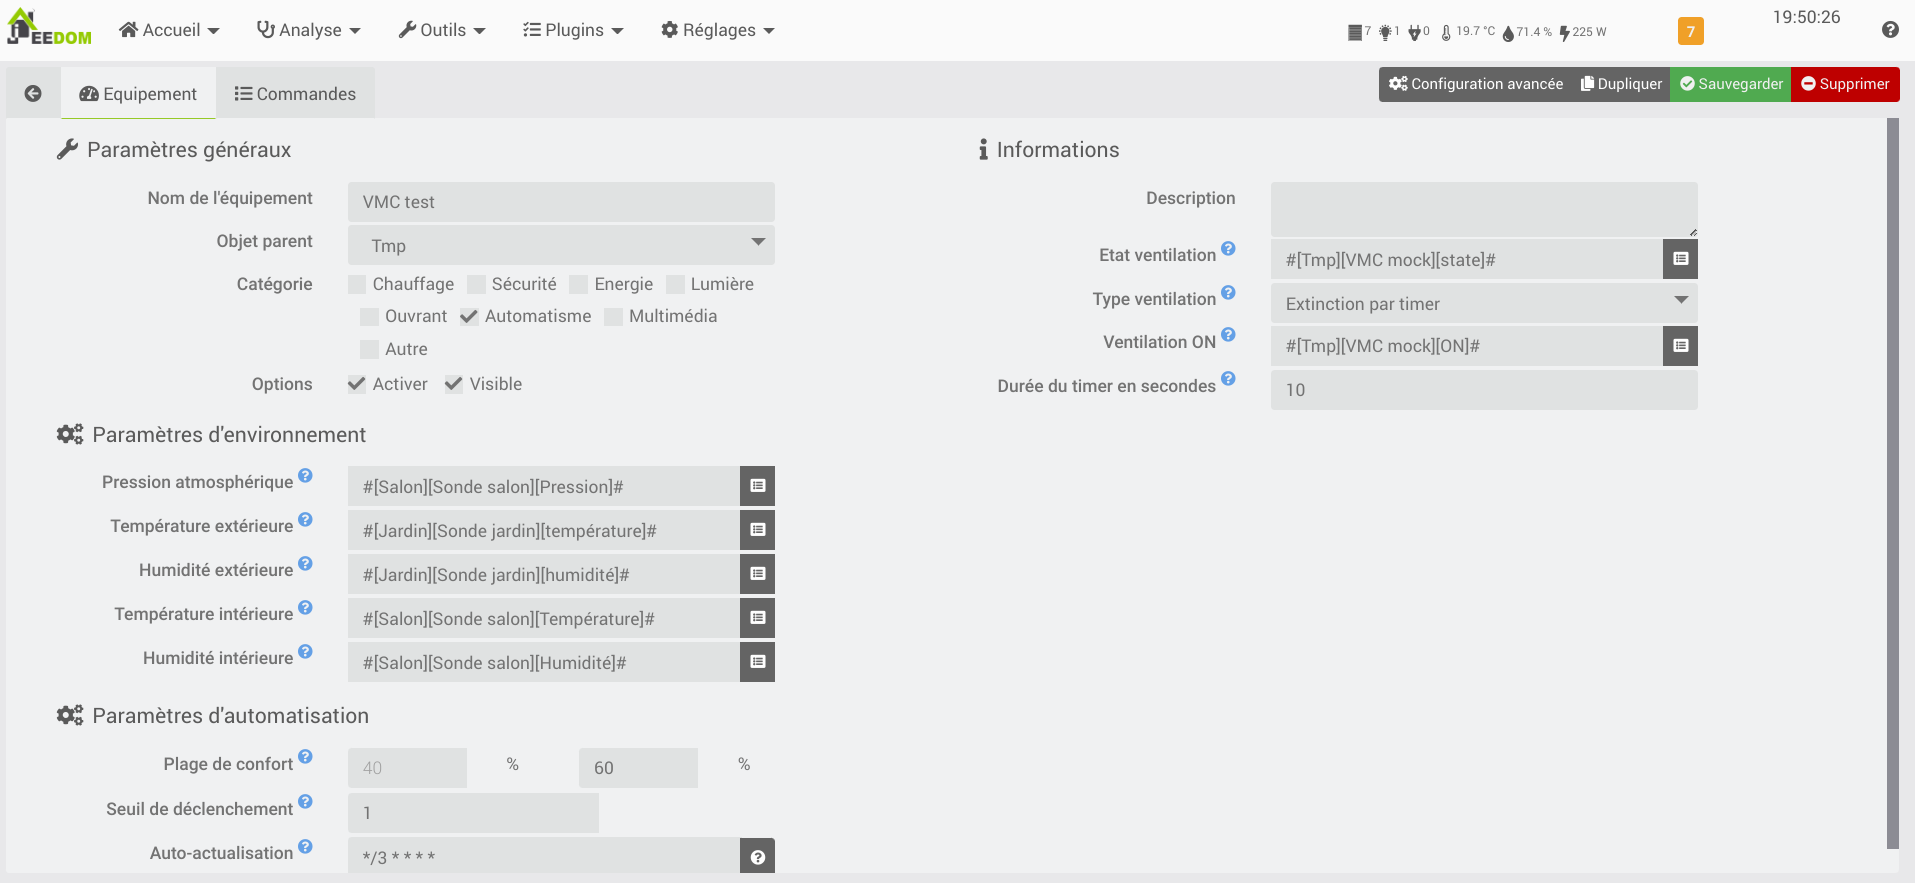 JEEDOM Accueil Analyse Outils Plugins Réglages 7 1 0 19.7 °C 71.4 % 225 W 7 19:50:26
Equipement Commandes Configuration avancée Dupliquer Sauvegarder Supprimer
Paramètres généraux
Nom de l'équipement VMC test
Objet parent Tmp
Catégorie Chauffage Sécurité Energie Lumière
Ouvrant Automatisme Multimédia
Autre
Options Activer Visible
Paramètres d'environnement
Pression atmosphérique #[Salon][Sonde salon][Pression]#
Température extérieure #[Jardin][Sonde jardin][température]#
Humidité extérieure #[Jardin][Sonde jardin][humidité]#
Température intérieure #[Salon][Sonde salon][Température]#
Humidité intérieure #[Salon][Sonde salon][Humidité]#
Paramètres d'automatisation
Plage de confort 40 % 60 %
Seuil de déclenchement 1
Auto-actualisation */3 * * * *
Informations
Description
Etat ventilation #[Tmp][VMC mock][state]#
Type ventilation Extinction par timer
Ventilation ON #[Tmp][VMC mock][ON]#
Durée du timer en secondes 10